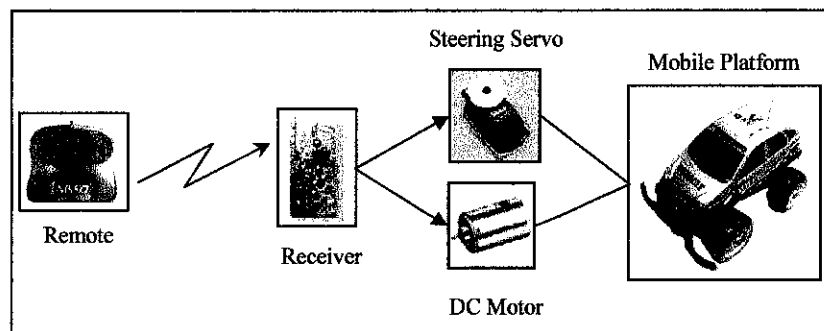 Steering Servo
Mobile Platform
Remote
Receiver
DC Motor